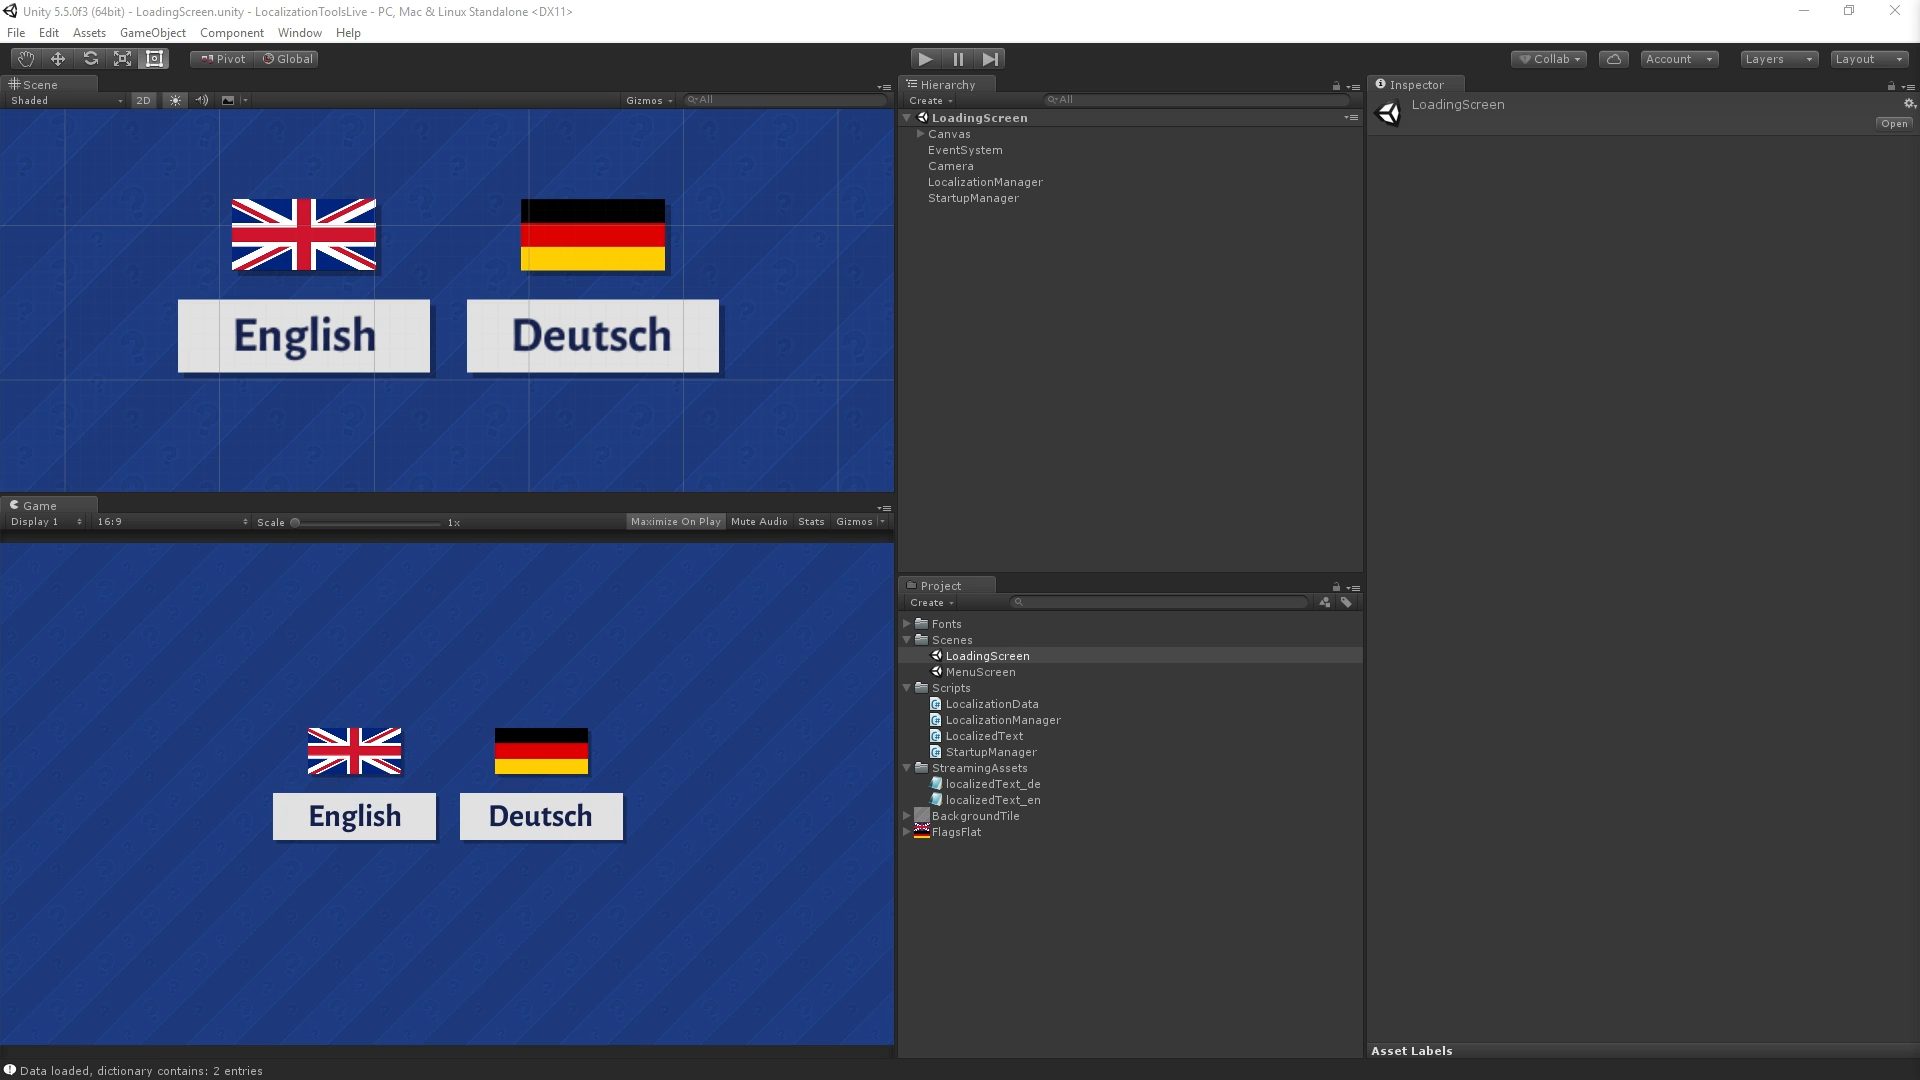 Unity 5.5.0f3 (64bit) - LoadingScreen.unity - LocalizationToolsLive - PC, Mac & Linux Standalone <DX11>
File Edit Assets GameObject Component Window Help
Pivot Global Collab Account Layers Layout
Scene
Shaded 2D Gizmos All
English Deutsch
Game
Display 1 16:9 Scale 1x Maximize On Play Mute Audio Stats Gizmos
English Deutsch
Hierarchy
Create All
LoadingScreen
Canvas
EventSystem
Camera
LocalizationManager
StartupManager
Project
Create
Fonts
Scenes
LoadingScreen
MenuScreen
Scripts
LocalizationData
LocalizationManager
LocalizedText
StartupManager
StreamingAssets
localizedText_de
localizedText_en
BackgroundTile
FlagsFlat
Inspector
LoadingScreen
Open
Asset Labels
Data loaded, dictionary contains: 2 entries